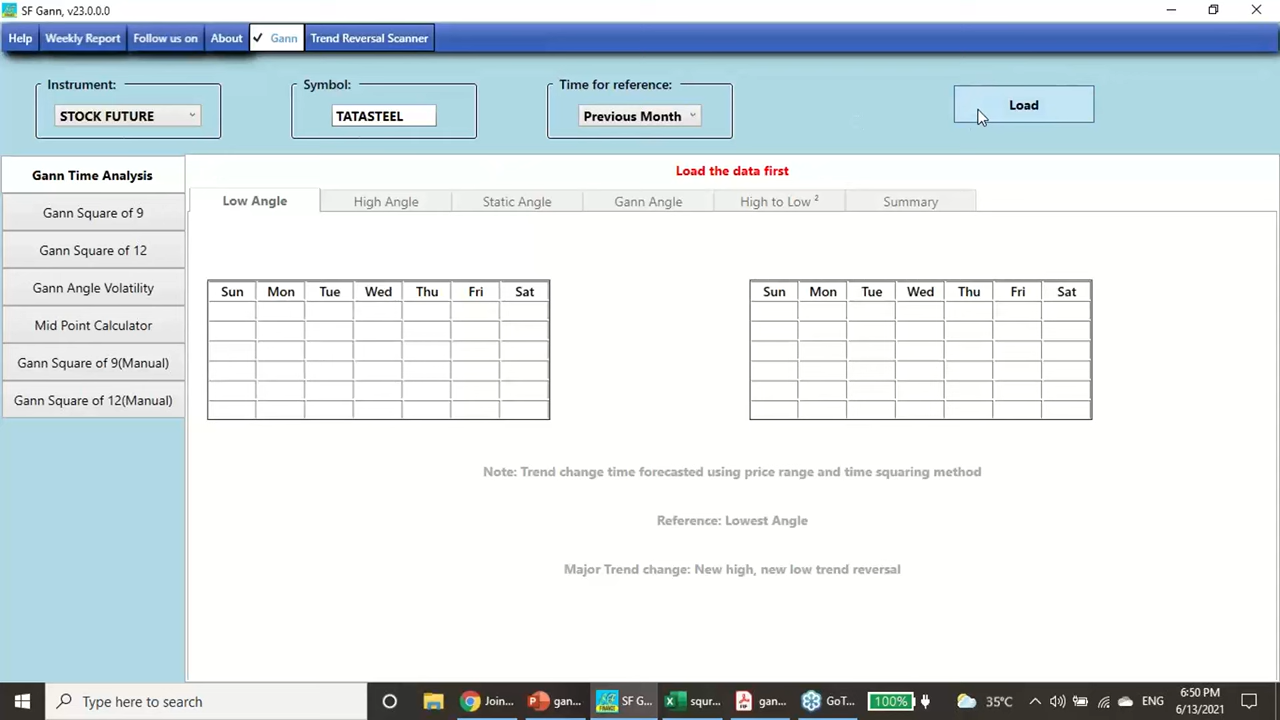 SF Gann, v23.0.0.0
Help Weekly Report Follow us on About ✓ Gann Trend Reversal Scanner
Instrument: Symbol: Time for reference:
STOCK FUTURE TATASTEEL Previous Month Load
Gann Time Analysis
Gann Square of 9
Gann Square of 12
Gann Angle Volatility
Mid Point Calculator
Gann Square of 9(Manual)
Gann Square of 12(Manual)
Load the data first
Low Angle High Angle Static Angle Gann Angle High to Low ² Summary
Sun Mon Tue Wed Thu Fri Sat Sun Mon Tue Wed Thu Fri Sat
Note: Trend change time forecasted using price range and time squaring method
Reference: Lowest Angle
Major Trend change: New high, new low trend reversal
Type here to search Join... gan... SF G... squr... gan... GoT... 100% 35°C ENG 6:50 PM
6/13/2021